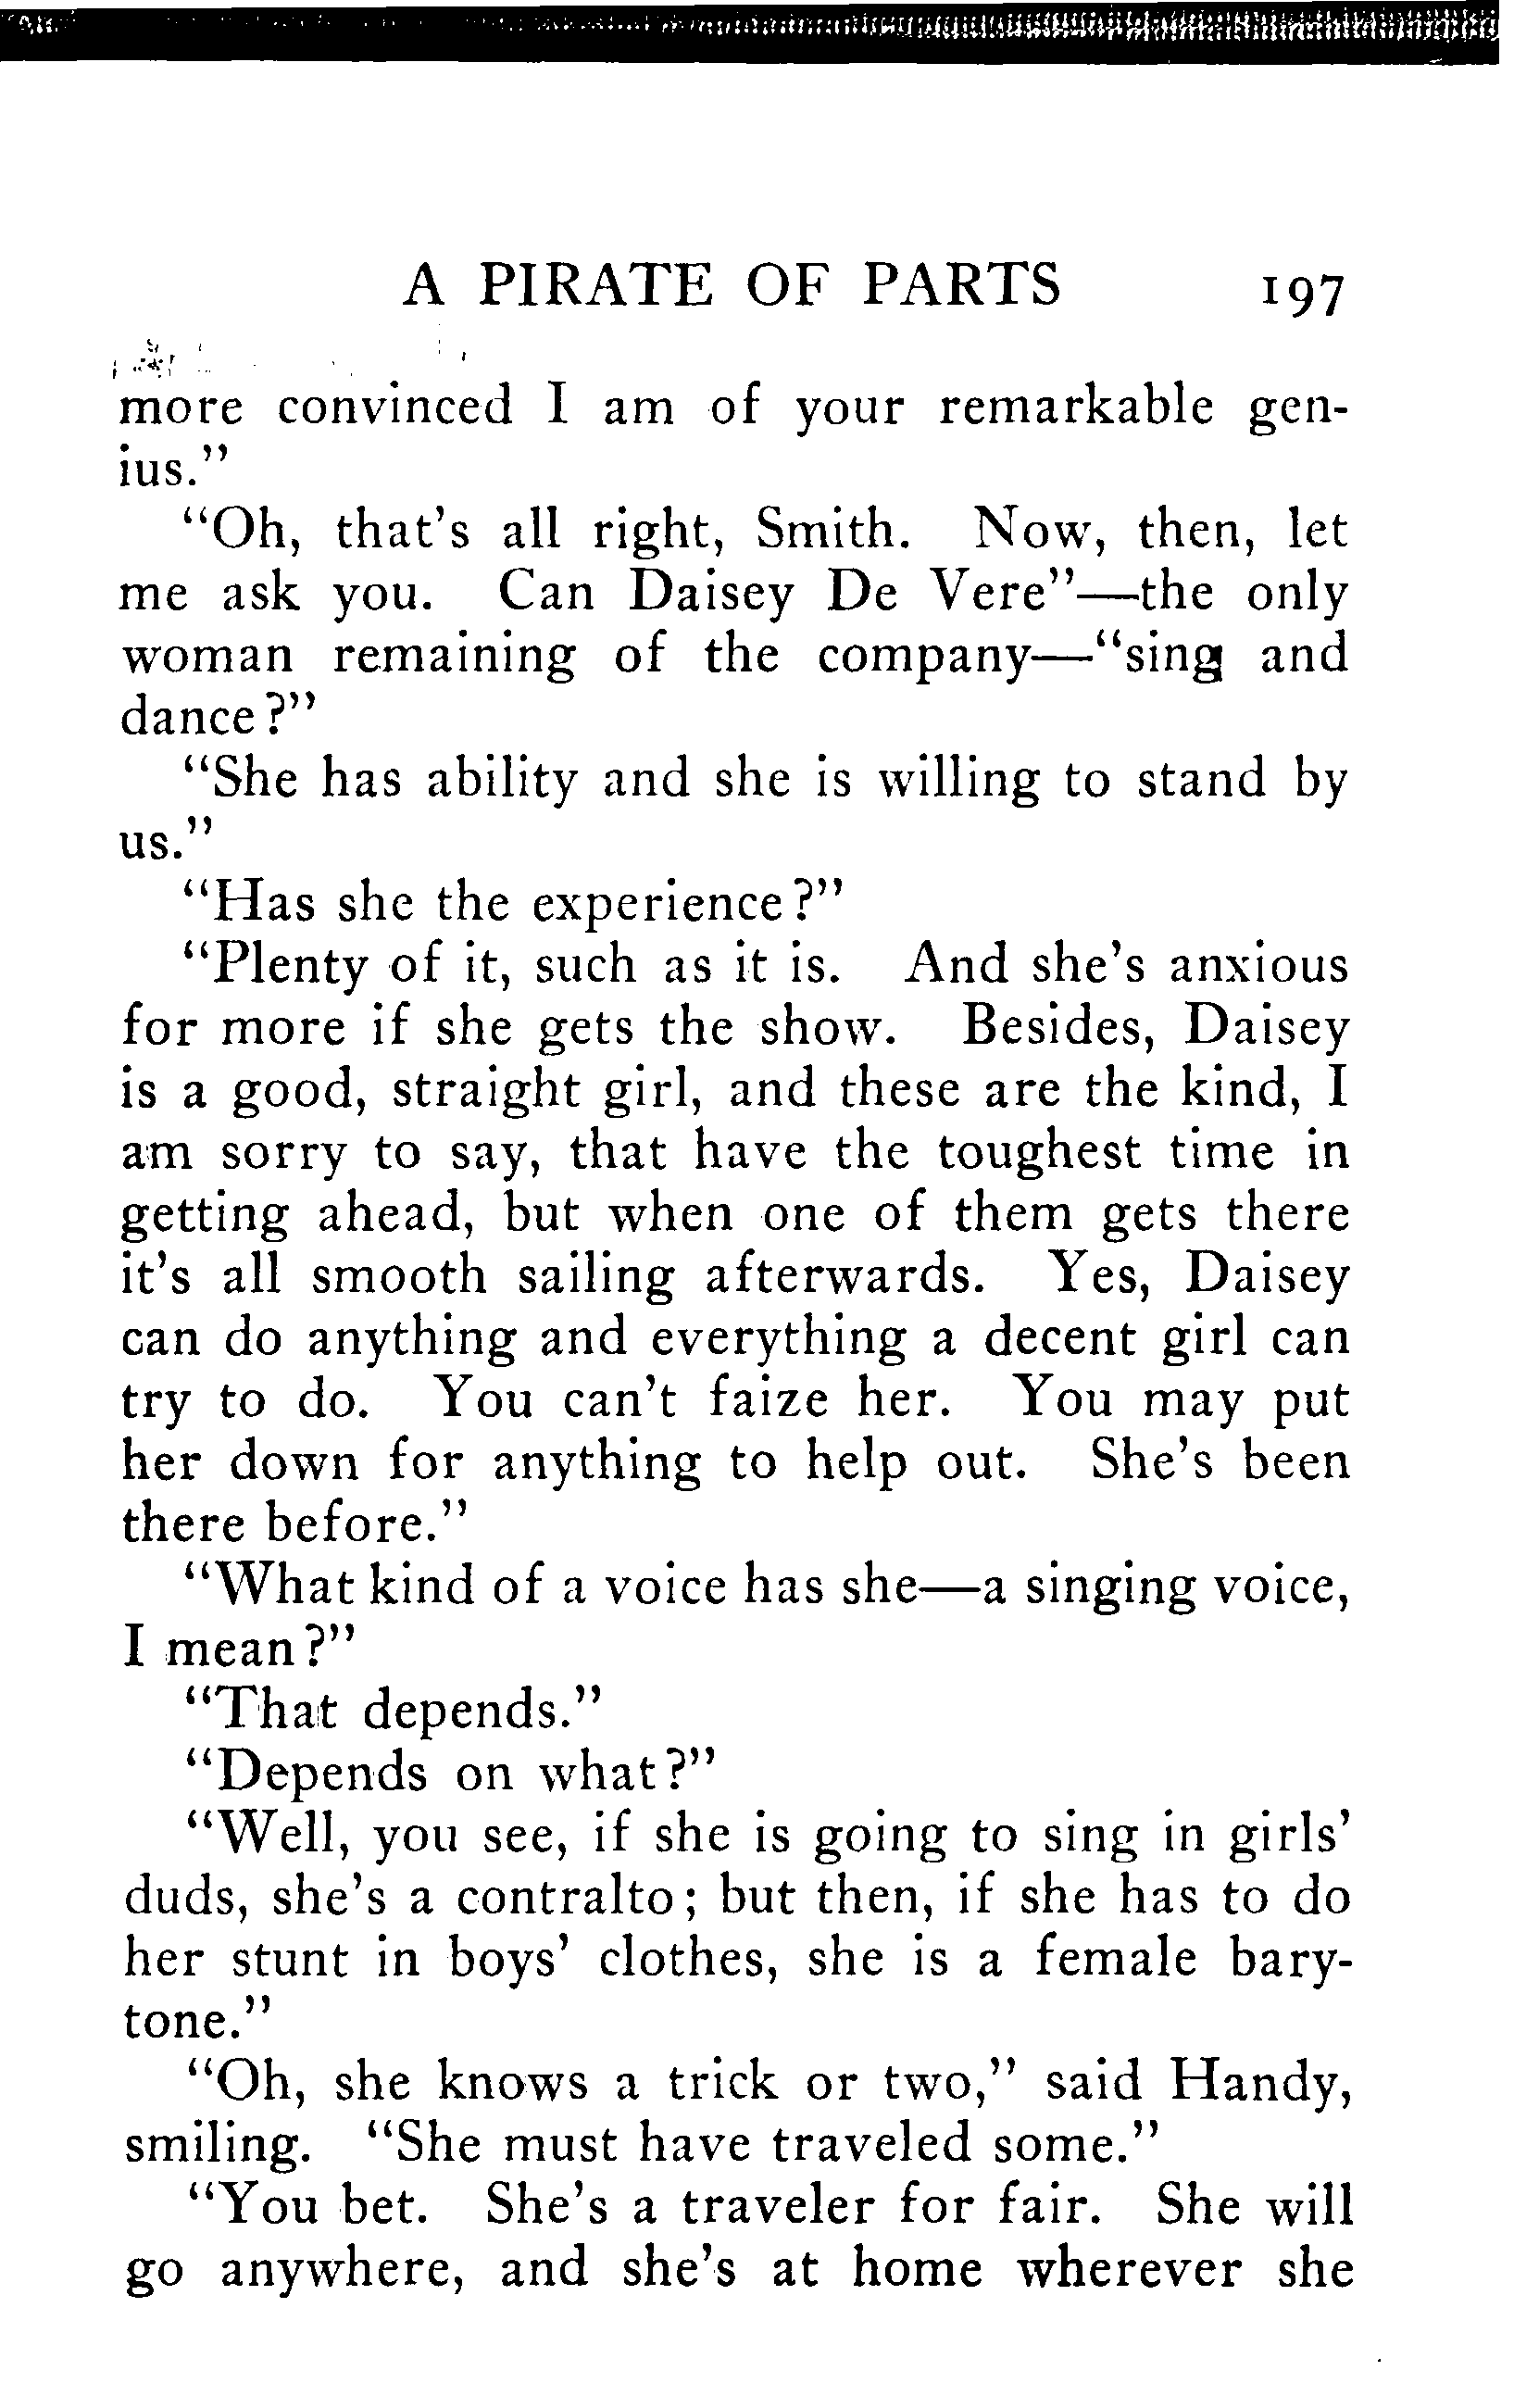 A PIRATE OF PARTS 197
more convinced I am of your remarkable gen-
ius."
"Oh, that's all right, Smith. Now, then, let
me ask you. Can Daisey De Vere"—the only
woman remaining of the company—"sing and
dance?"
"She has ability and she is willing to stand by
us."
"Has she the experience?"
"Plenty of it, such as it is. And she's anxious
for more if she gets the show. Besides, Daisey
is a good, straight girl, and these are the kind, I
am sorry to say, that have the toughest time in
getting ahead, but when one of them gets there
it's all smooth sailing afterwards. Yes, Daisey
can do anything and everything a decent girl can
try to do. You can't faize her. You may put
her down for anything to help out. She's been
there before."
"What kind of a voice has she—a singing voice,
I mean?"
"That depends."
"Depends on what?"
"Well, you see, if she is going to sing in girls'
duds, she's a contralto; but then, if she has to do
her stunt in boys' clothes, she is a female bary-
tone."
"Oh, she knows a trick or two," said Handy,
smiling. "She must have traveled some."
"You bet. She's a traveler for fair. She will
go anywhere, and she's at home wherever she